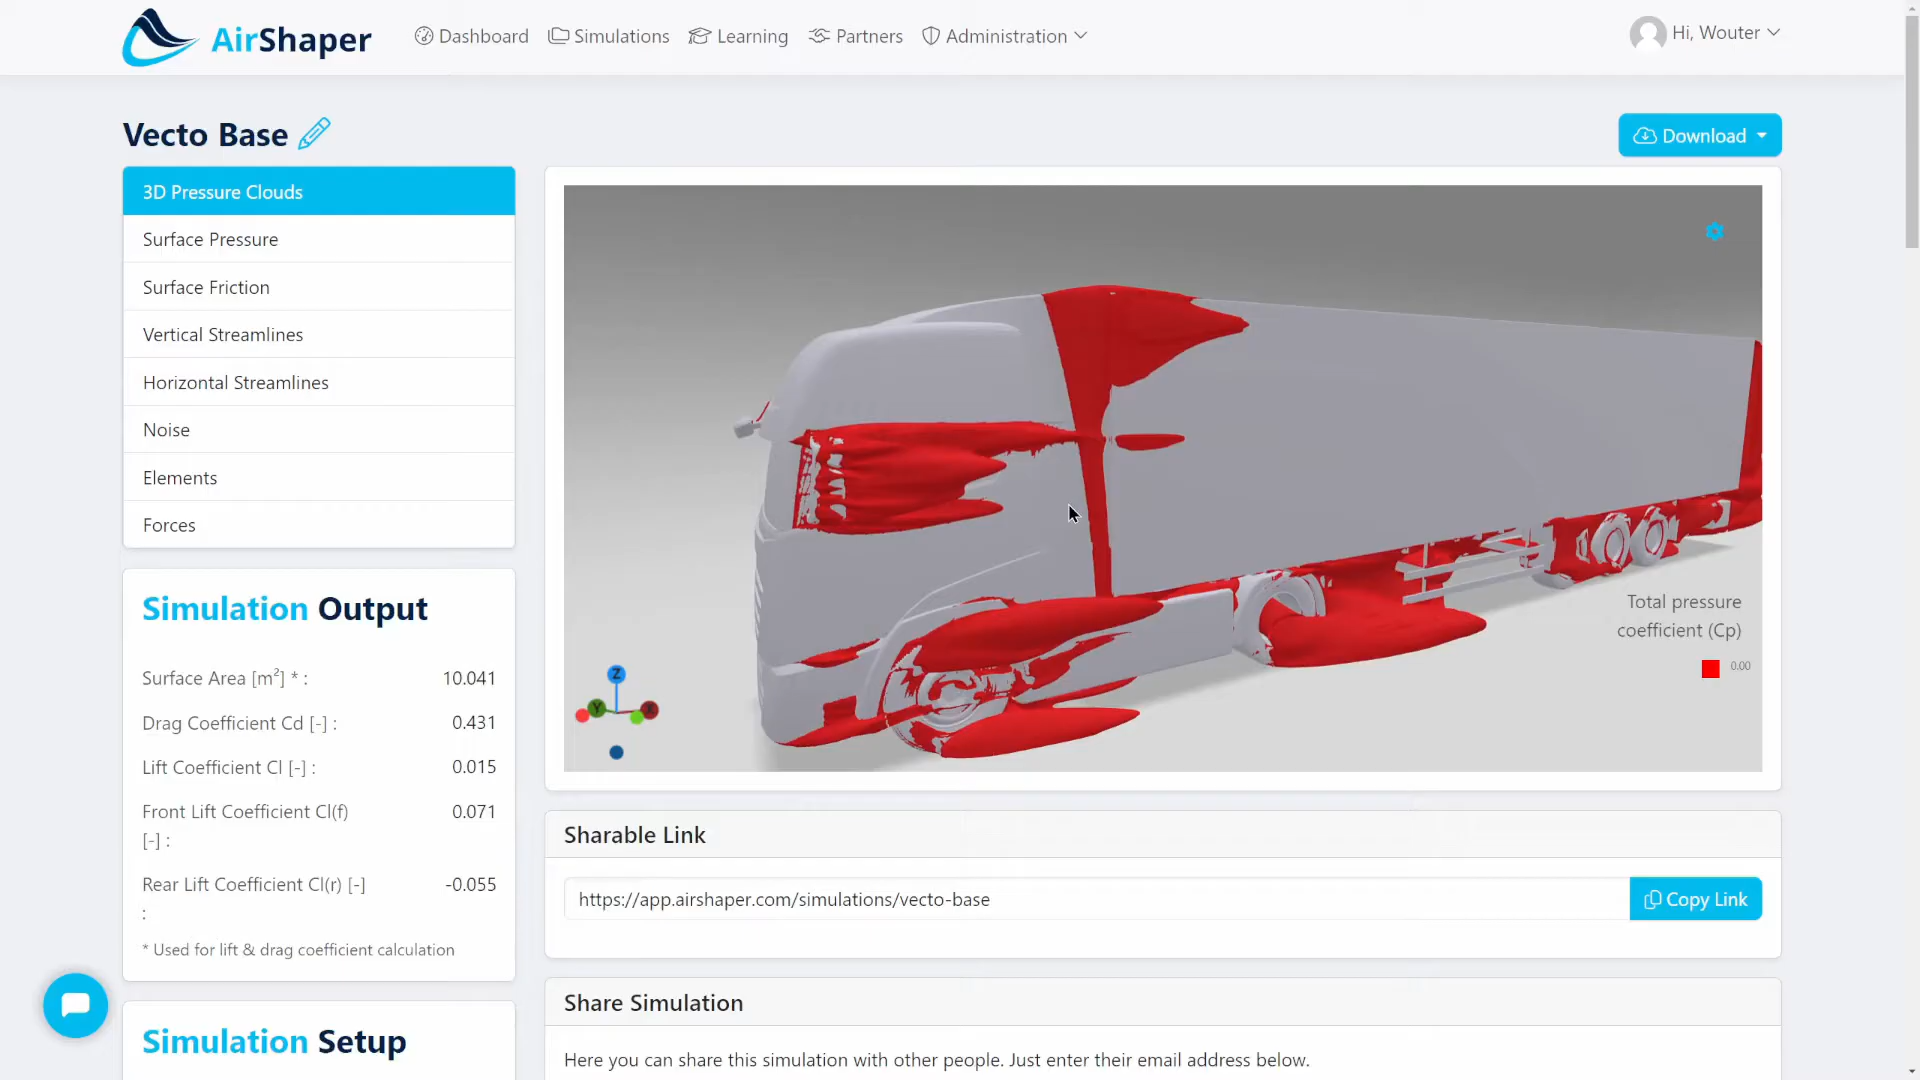 AirShaper
Dashboard
Simulations
Learning
Partners
Administration
Hi, Wouter
Vecto Base
Download
3D Pressure Clouds
Surface Pressure
Surface Friction
Vertical Streamlines
Horizontal Streamlines
Noise
Elements
Forces
Total pressure
coefficient (Cp)
0.00
Z
Y
X
Simulation Output
Surface Area [m²] * : 10.041
Drag Coefficient Cd [-] : 0.431
Lift Coefficient Cl [-] : 0.015
Front Lift Coefficient Cl(f) 0.071
[-] :
Rear Lift Coefficient Cl(r) [-] -0.055
:
* Used for lift & drag coefficient calculation
Simulation Setup
Sharable Link
https://app.airshaper.com/simulations/vecto-base
Copy Link
Share Simulation
Here you can share this simulation with other people. Just enter their email address below.